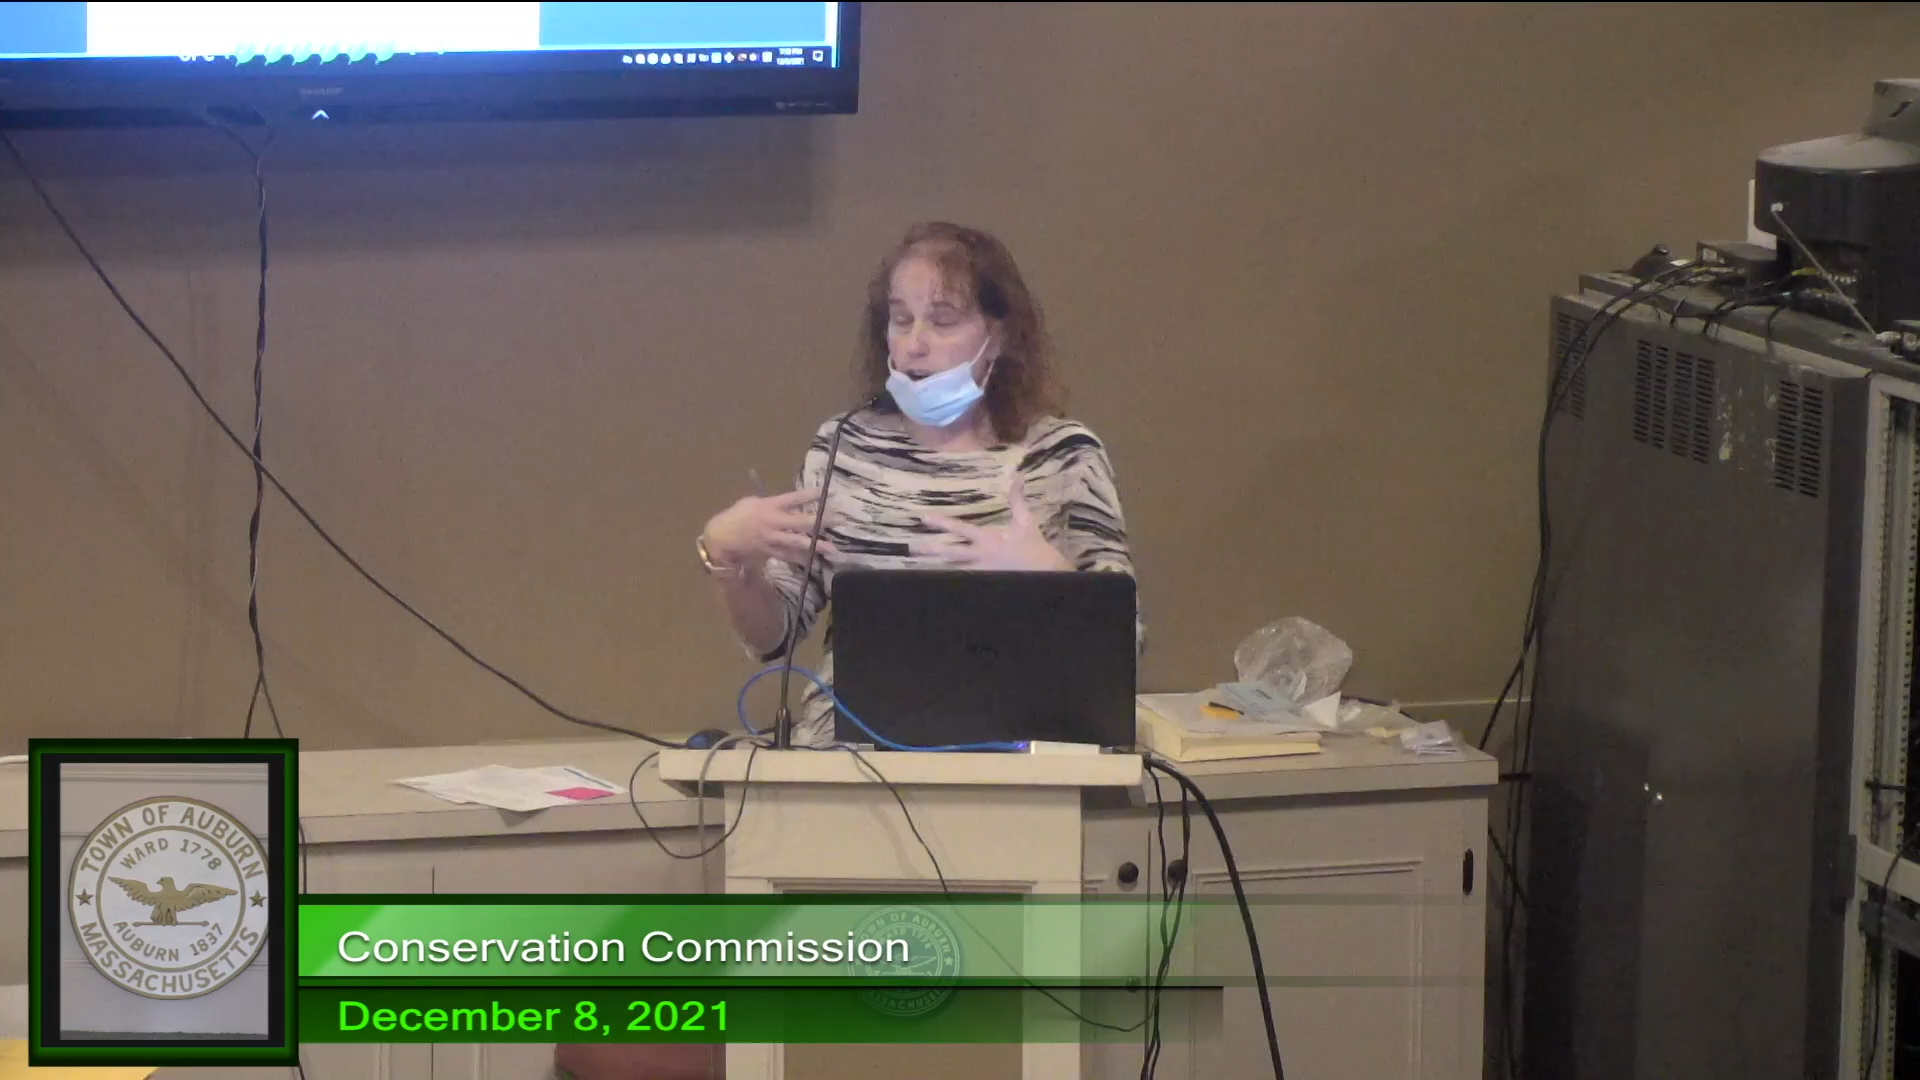 TOWN OF AUBURN
WARD 1778
AUBURN 1837
MASSACHUSETTS
Conservation Commission
December 8, 2021